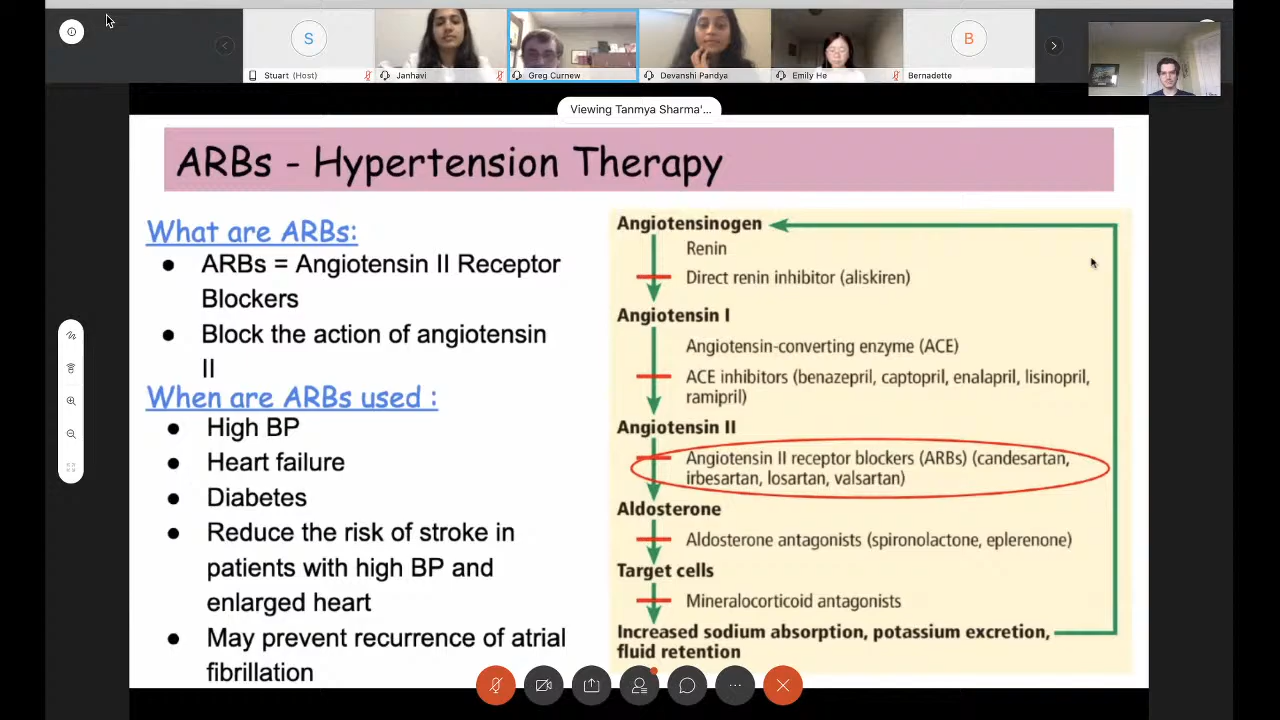 S
B
Stuart (Host)
Janhavi
Greg Curnew
Devanshi Pandya
Emily He
Bernadette
Viewing Tanmya Sharma'...
ARBs - Hypertension Therapy
What are ARBs:
● ARBs = Angiotensin II Receptor
Blockers
● Block the action of angiotensin
II
When are ARBs used :
● High BP
● Heart failure
● Diabetes
● Reduce the risk of stroke in
patients with high BP and
enlarged heart
● May prevent recurrence of atrial
fibrillation
Angiotensinogen
Renin
Direct renin inhibitor (aliskiren)
Angiotensin I
Angiotensin-converting enzyme (ACE)
ACE inhibitors (benazepril, captopril, enalapril, lisinopril,
ramipril)
Angiotensin II
Angiotensin II receptor blockers (ARBs) (candesartan,
irbesartan, losartan, valsartan)
Aldosterone
Aldosterone antagonists (spironolactone, eplerenone)
Target cells
Mineralocorticoid antagonists
Increased sodium absorption, potassium excretion,
fluid retention